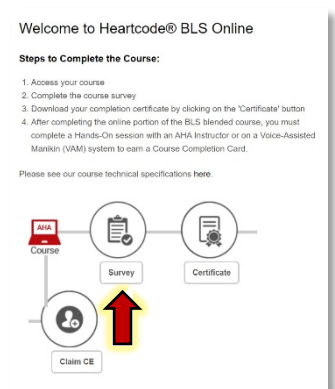 Welcome to Heartcode® BLS Online
Steps to Complete the Course:
1. Access your course
2. Complete the course survey
3. Download your completion certificate by clicking on the 'Certificate' button
4. After completing the online portion of the BLS blended course, you must
complete a Hands-On session with an AHA Instructor or on a Voice-Assisted
Manikin (VAM) system to earn a Course Completion Card.
Please see our course technical specifications here.
AHA
Course
Survey
Certificate
Claim CE